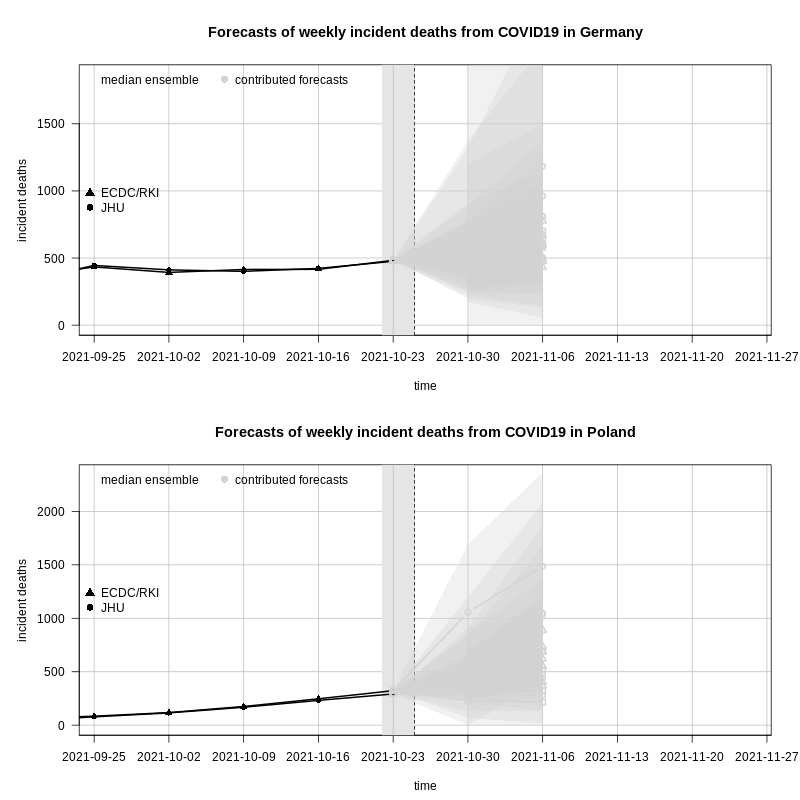 Forecasts of weekly incident deaths from COVID19 in Germany
median ensemble contributed forecasts
1500
1000
500
0
incident deaths
ECDC/RKI
JHU
2021-09-25 2021-10-02 2021-10-09 2021-10-16 2021-10-23 2021-10-30 2021-11-06 2021-11-13 2021-11-20 2021-11-27
time
Forecasts of weekly incident deaths from COVID19 in Poland
median ensemble contributed forecasts
2000
1500
1000
500
0
incident deaths
ECDC/RKI
JHU
2021-09-25 2021-10-02 2021-10-09 2021-10-16 2021-10-23 2021-10-30 2021-11-06 2021-11-13 2021-11-20 2021-11-27
time